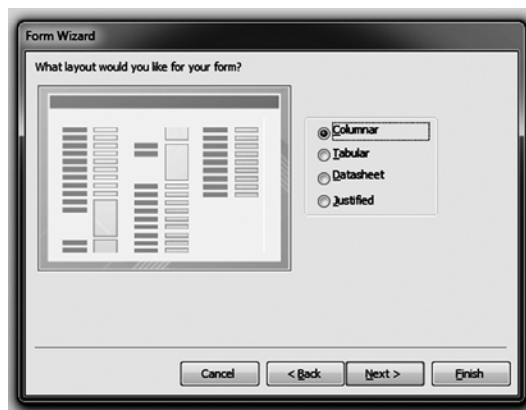 Form Wizard
What layout would you like for your form?
Columnar
Tabular
Datasheet
Justified
Cancel
< Back
Next >
Finish